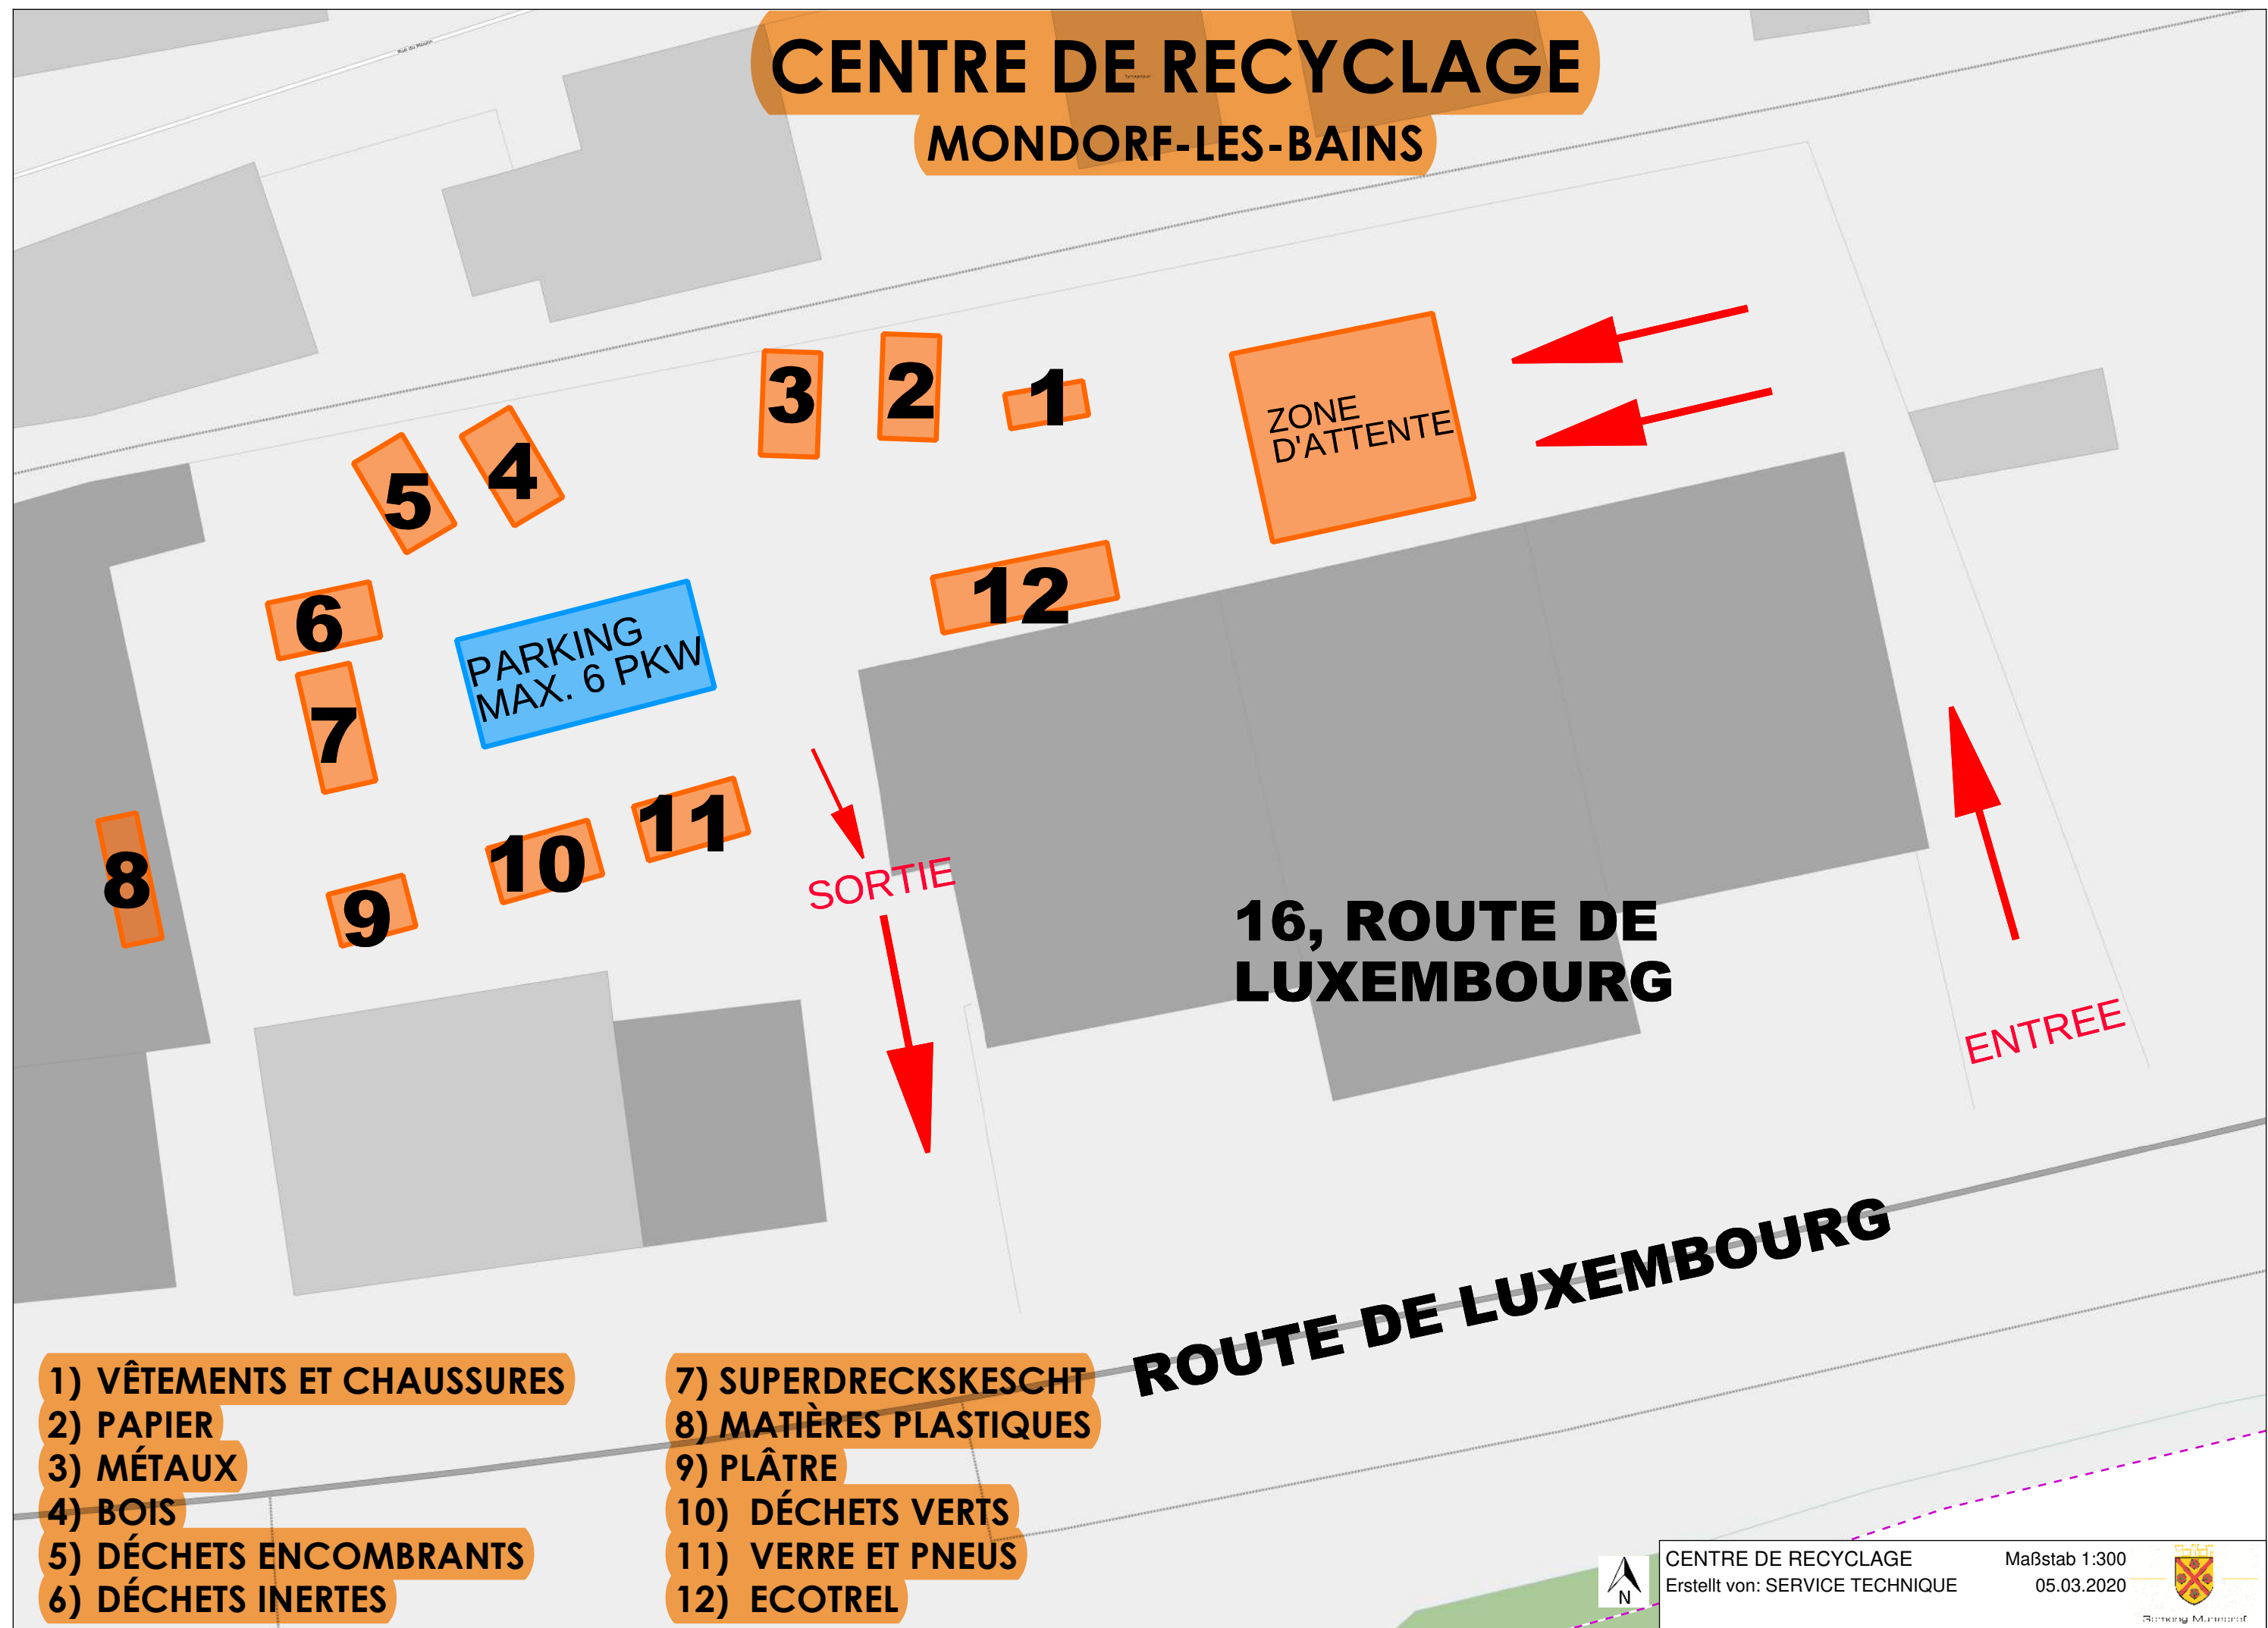 Rue du Moulin
CENTRE DE RECYCLAGE
Synagogue
MONDORF-LES-BAINS
3
2
1
ZONE
D'ATTENTE
5
4
12
6
PARKING
MAX. 6 PKW
7
11
10
8
9
SORTIE
16, ROUTE DE
LUXEMBOURG
ENTREE
ROUTE DE LUXEMBOURG
1) VÊTEMENTS ET CHAUSSURES
2) PAPIER
3) MÉTAUX
4) BOIS
5) DÉCHETS ENCOMBRANTS
6) DÉCHETS INERTES
7) SUPERDRECKSKESCHT
8) MATIÈRES PLASTIQUES
9) PLÂTRE
10) DÉCHETS VERTS
11) VERRE ET PNEUS
12) ECOTREL
N
CENTRE DE RECYCLAGE
Erstellt von: SERVICE TECHNIQUE
Maßstab 1:300
05.03.2020